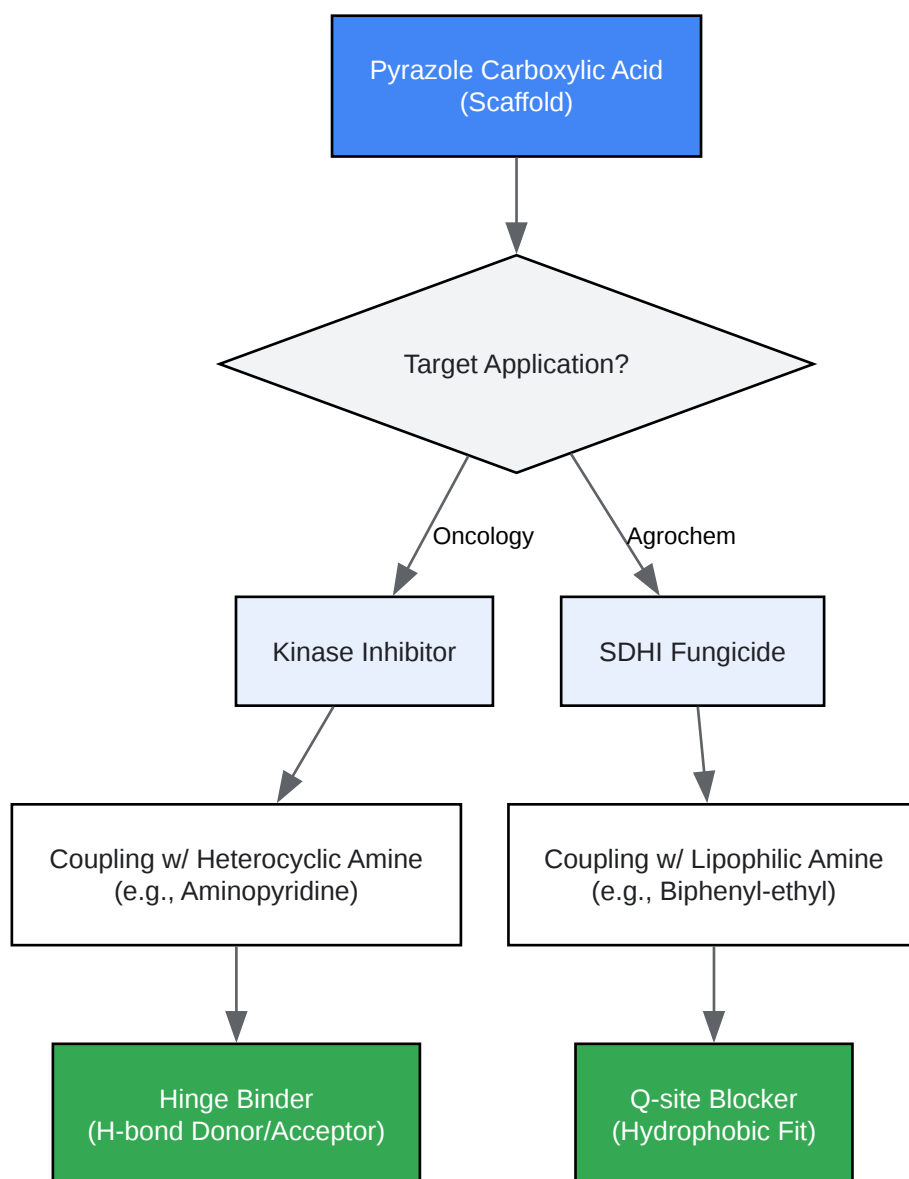 Pyrazole Carboxylic Acid
(Scaffold)
Target Application?
Oncology
Agrochem
Kinase Inhibitor
SDHI Fungicide
Coupling w/ Heterocyclic Amine
(e.g., Aminopyridine)
Coupling w/ Lipophilic Amine
(e.g., Biphenyl-ethyl)
Hinge Binder
(H-bond Donor/Acceptor)
Q-site Blocker
(Hydrophobic Fit)